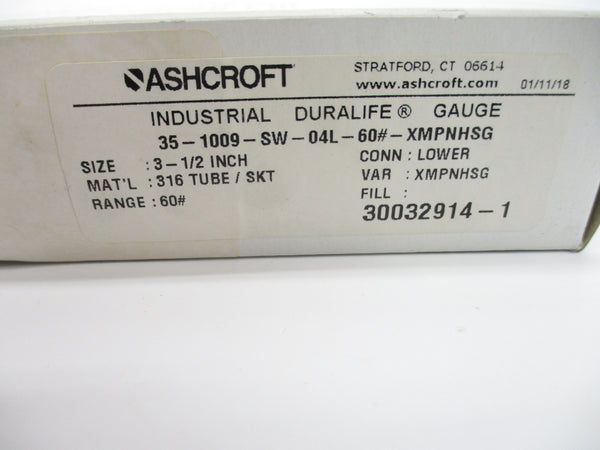 ASHCROFT
STRATFORD, CT 06614
www.ashcroft.com 01/11/18
INDUSTRIAL DURALIFE® GAUGE
35-1009-SW-04L-60#-XMPNHSG
SIZE : 3-1/2 INCH
MAT'L : 316 TUBE / SKT
RANGE : 60#
CONN : LOWER
VAR : XMPNHSG
FILL :
30032914-1